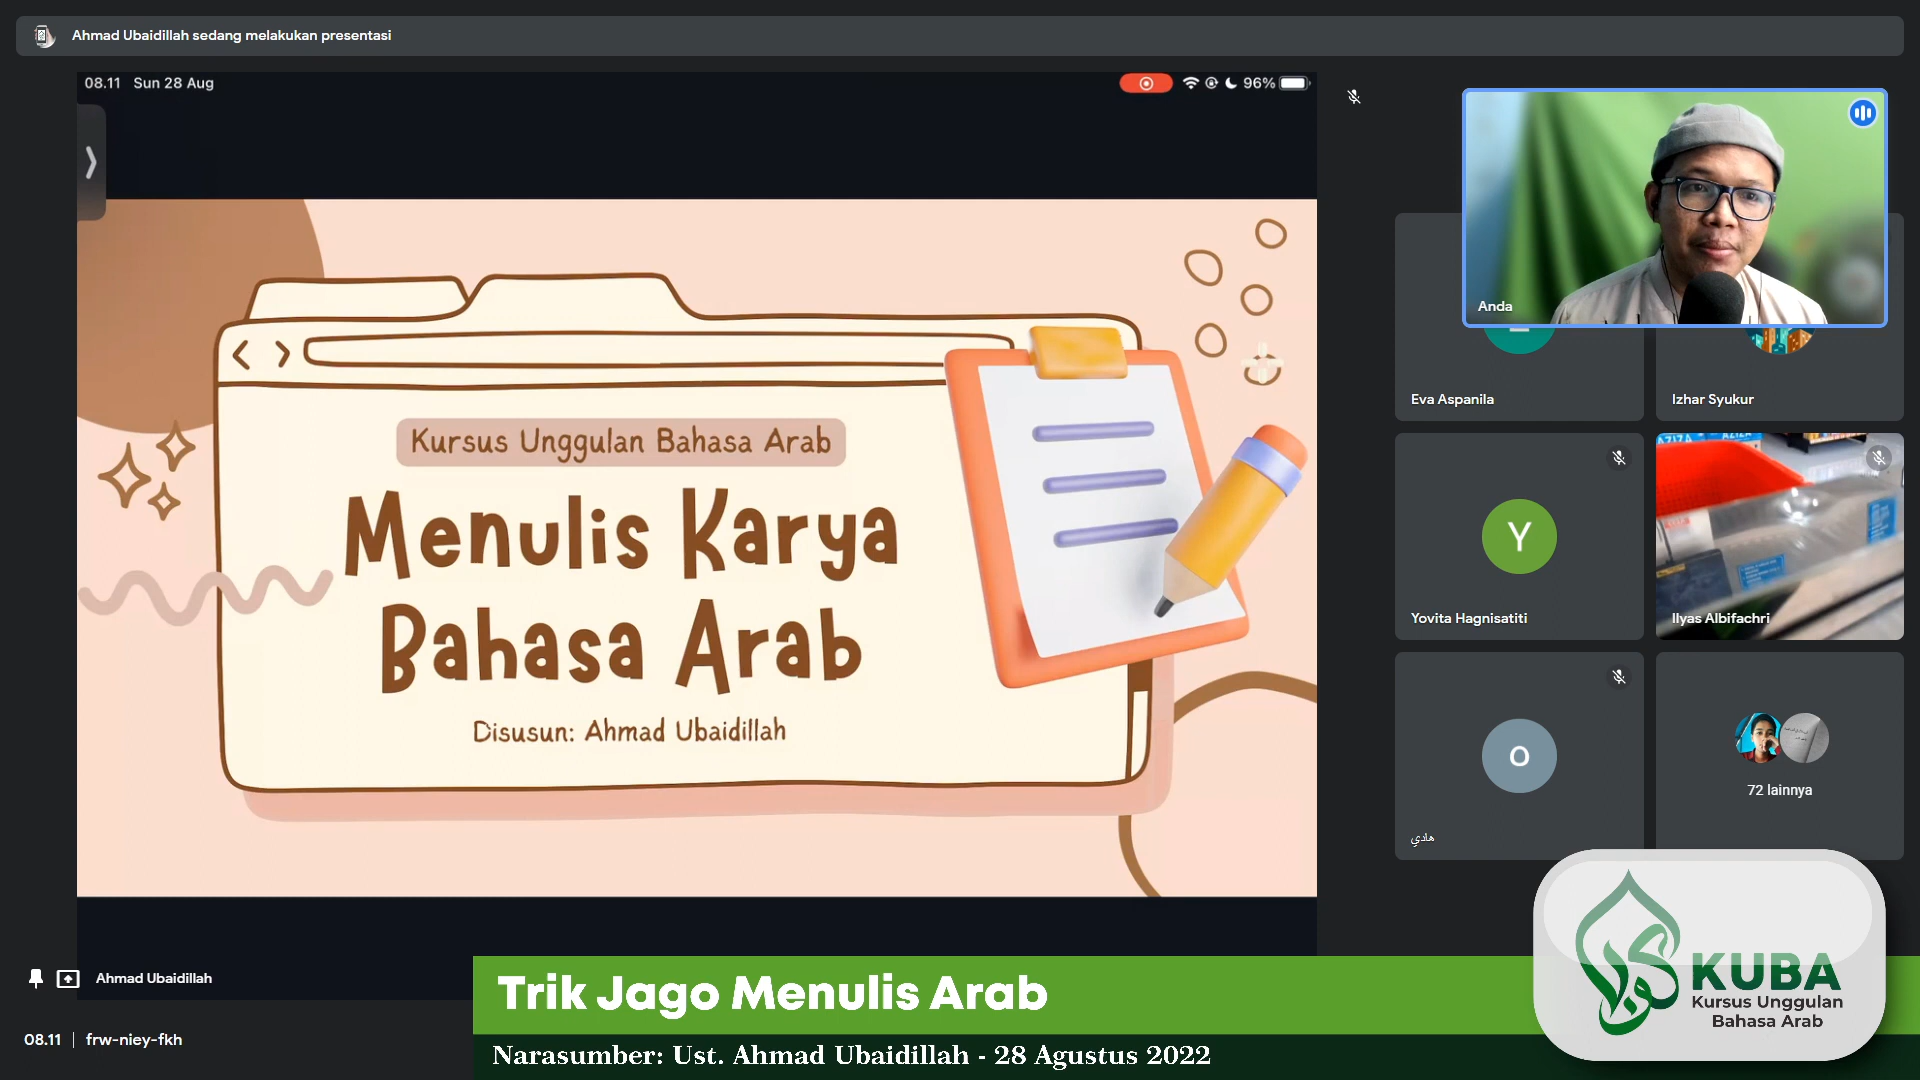 Ahmad Ubaidillah sedang melakukan presentasi
08.11 Sun 28 Aug
96%
Kursus Unggulan Bahasa Arab
Menulis Karya
Bahasa Arab
Disusun: Ahmad Ubaidillah
Anda
Eva Aspanila
Izhar Syukur
Y
Yovita Hagnisatiti
AZIZA
Ilyas Albifachri
o
هادي
72 lainnya
Ahmad Ubaidillah
08.11 | frw-niey-fkh
Trik Jago Menulis Arab
Narasumber: Ust. Ahmad Ubaidillah - 28 Agustus 2022
KUBA
Kursus Unggulan
Bahasa Arab